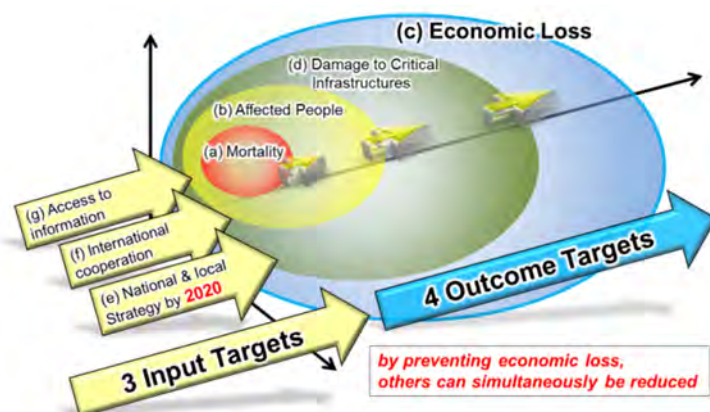 (c) Economic Loss
(d) Damage to Critical
Infrastructures
(b) Affected People
(a) Mortality
(g) Access to
information
(f) International
cooperation
(e) National & local
Strategy by 2020
3 Input Targets
4 Outcome Targets
by preventing economic loss,
others can simultaneously be reduced